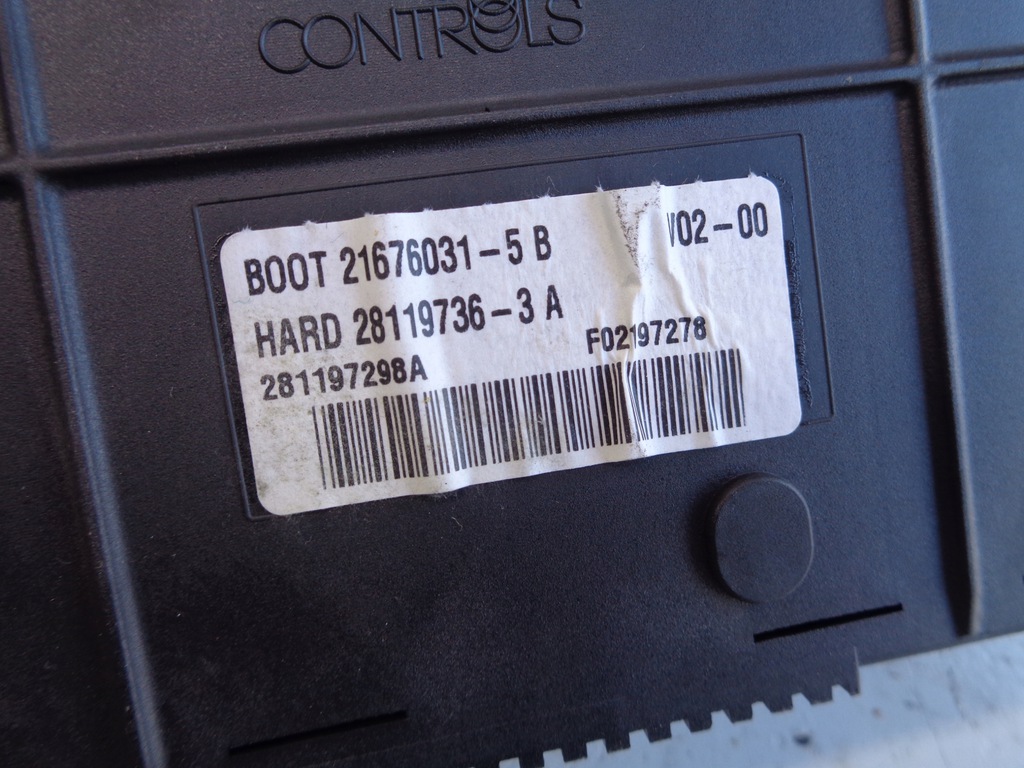 CONTROLS
BOOT 21676031-5 B V02-00
HARD 28119736-3 A
281197298A F02197278